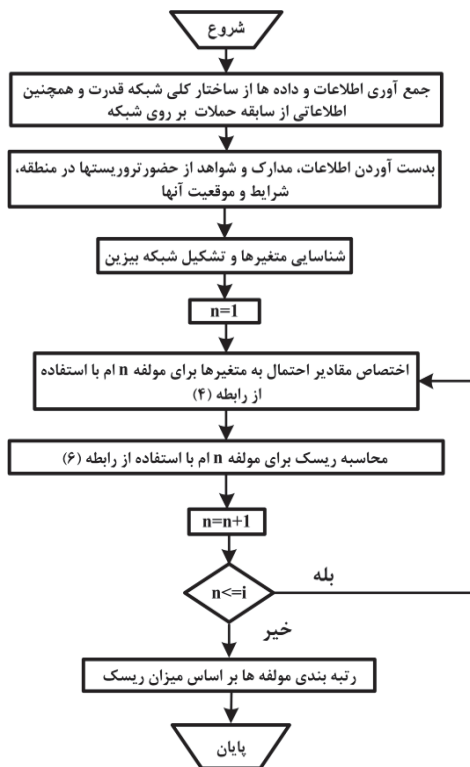 شروع
جمع آوری اطلاعات و داده ها از ساختار کلی شبکه قدرت و همچنین
اطلاعاتی از سابقه حملات بر روی شبکه
بدست آوردن اطلاعات، مدارک و شواهد از حضورتروریستها در منطقه،
شرایط و موقعیت آنها
شناسایی متغیرها و تشکیل شبکه بیزین
n=1
اختصاص مقادیر احتمال به متغیرها برای مولفه n ام با استفاده
از رابطه (۴)
محاسبه ریسک برای مولفه n ام با استفاده از رابطه (۶)
n=n+1
n<=i
بله
خیر
رتبه بندی مولفه ها بر اساس میزان ریسک
پایان